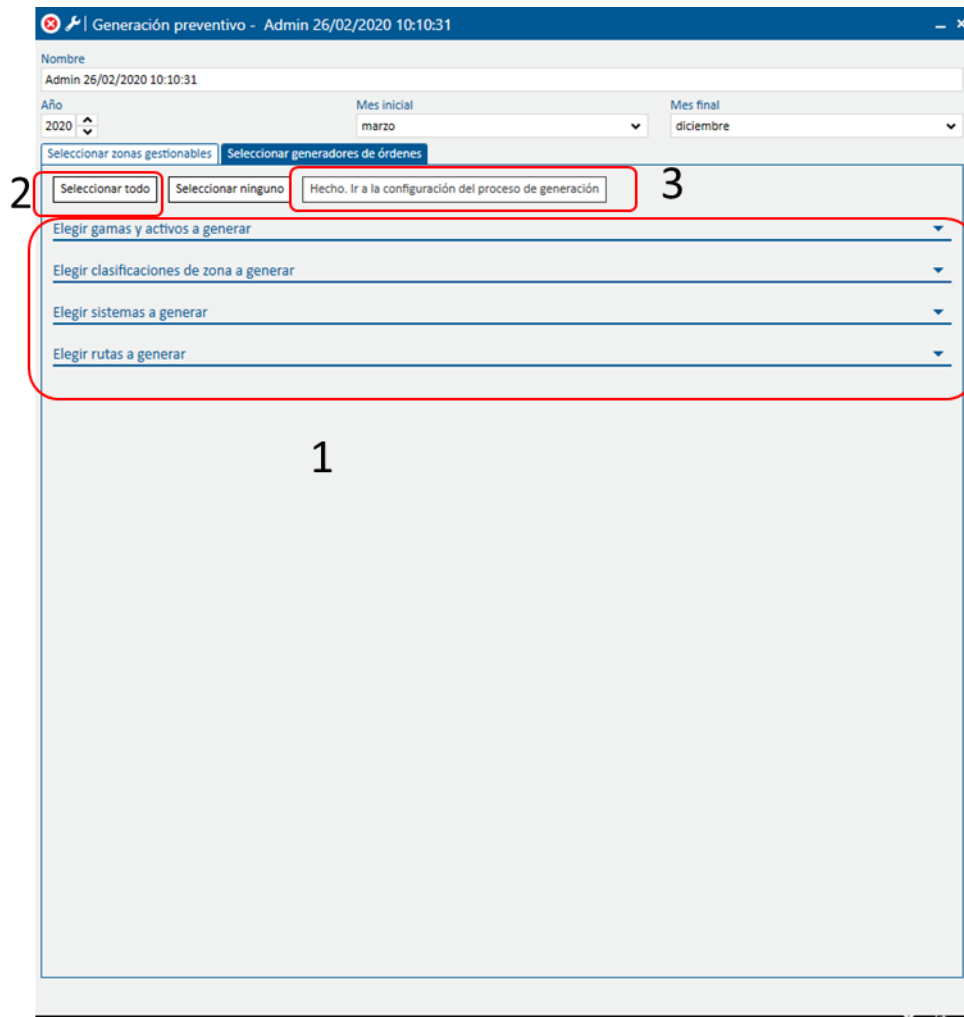 Generación preventivo - Admin 26/02/2020 10:10:31
Nombre
Admin 26/02/2020 10:10:31
Año Mes inicial Mes final
2020 marzo diciembre
Seleccionar zonas gestionables Seleccionar generadores de órdenes
2 Seleccionar todo Seleccionar ninguno Hecho. Ir a la configuración del proceso de generación 3
Elegir gamas y activos a generar
Elegir clasificaciones de zona a generar
Elegir sistemas a generar
Elegir rutas a generar
1